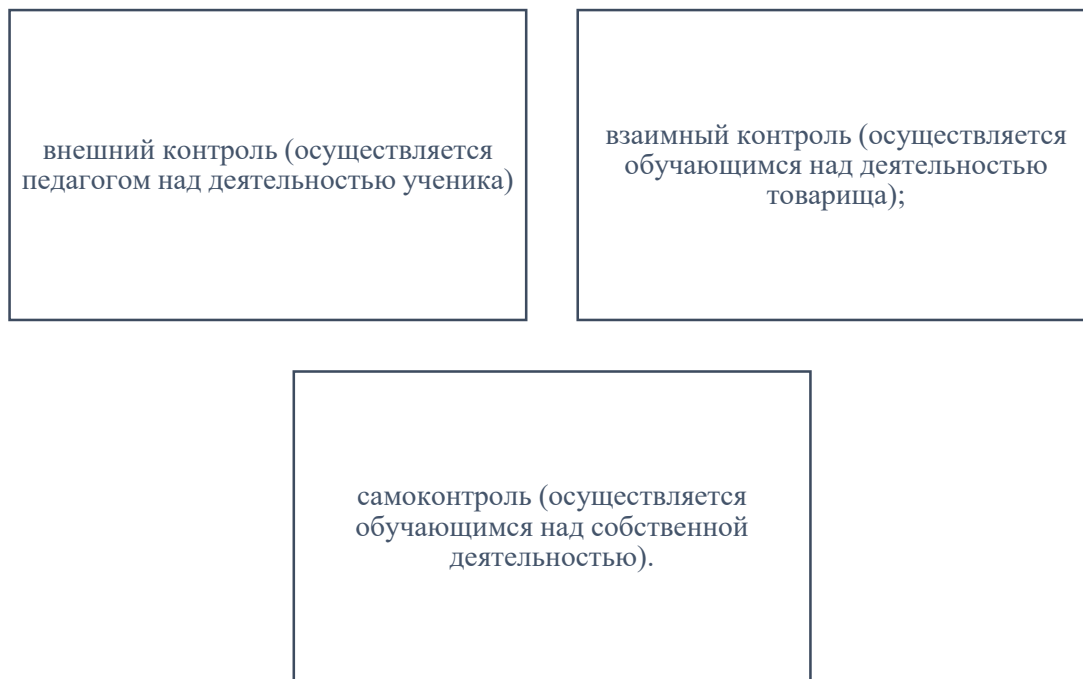 внешний контроль (осуществляется
педагогом над деятельностью ученика)
взаимный контроль (осуществляется
обучающимся над деятельностью
товарища);
самоконтроль (осуществляется
обучающимся над собственной
деятельностью).